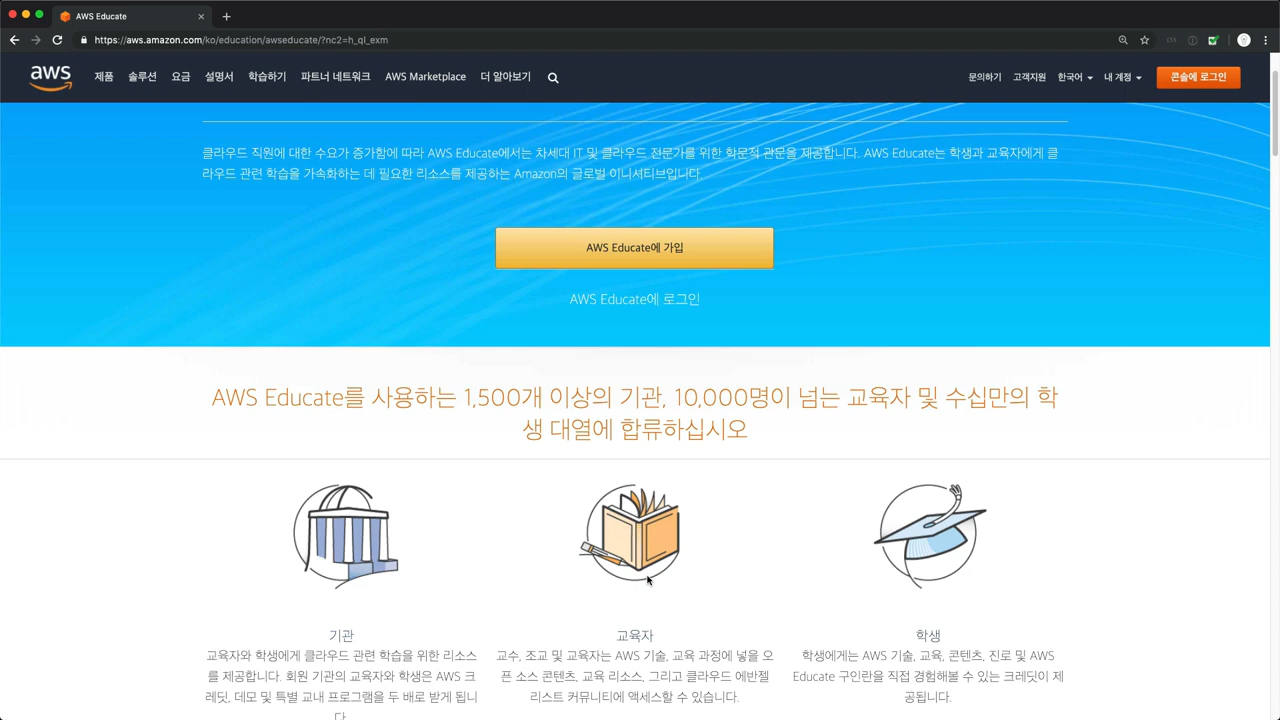 AWS Educate
https://aws.amazon.com/ko/education/awseducate/?nc2=h_ql_exm
aws
제품 솔루션 요금 설명서 학습하기 파트너 네트워크 AWS Marketplace 더 알아보기
문의하기 고객지원 한국어 내 계정 콘솔에 로그인
클라우드 직원에 대한 수요가 증가함에 따라 AWS Educate에서는 차세대 IT 및 클라우드 전문가를 위한 학문적 관문을 제공합니다. AWS Educate는 학생과 교육자에게 클
라우드 관련 학습을 가속화하는 데 필요한 리소스를 제공하는 Amazon의 글로벌 이니셔티브입니다.
AWS Educate에 가입
AWS Educate에 로그인
AWS Educate를 사용하는 1,500개 이상의 기관, 10,000명이 넘는 교육자 및 수십만의 학
생 대열에 합류하십시오
기관
교육자와 학생에게 클라우드 관련 학습을 위한 리소스
를 제공합니다. 회원 기관의 교육자와 학생은 AWS 크
레딧, 데모 및 특별 교내 프로그램을 두 배로 받게 됩니
다.
교육자
교수, 조교 및 교육자는 AWS 기술, 교육 과정에 넣을 오
픈 소스 콘텐츠, 교육 리소스, 그리고 클라우드 에반젤
리스트 커뮤니티에 액세스할 수 있습니다.
학생
학생에게는 AWS 기술, 교육, 콘텐츠, 진로 및 AWS
Educate 구인란을 직접 경험해볼 수 있는 크레딧이 제
공됩니다.